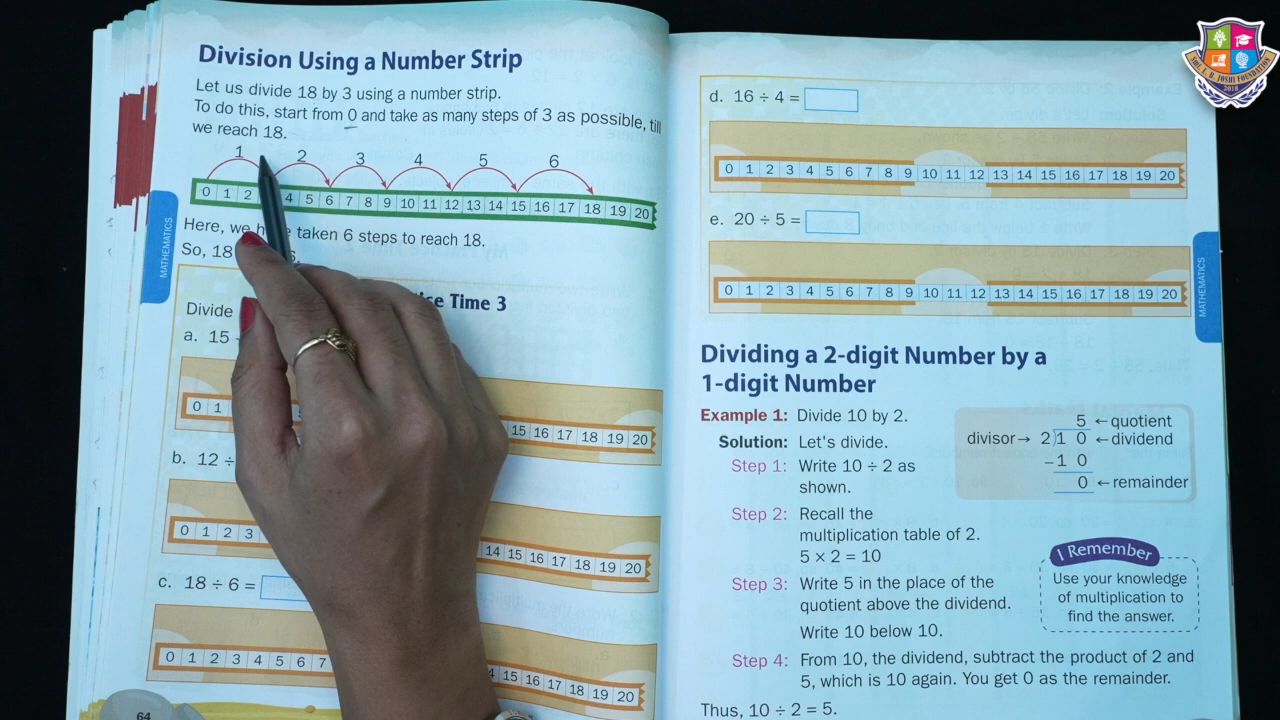 Division Using a Number Strip
Let us divide 18 by 3 using a number strip.
To do this, start from 0 and take as many steps of 3 as possible, till
we reach 18.
1 2 3 4 5 6
0 1 2 4 5 6 7 8 9 10 11 12 13 14 15 16 17 18 19 20
Here, we taken 6 steps to reach 18.
So, 18
Time 3
Divide
a. 15
0 1 15 16 17 18 19 20
b. 12 ÷
0 1 2 3 14 15 16 17 18 19 20
c. 18 ÷ 6 =
0 1 2 3 4 5 6 7 15 16 17 18 19 20
64
MATHEMATICS
d. 16 ÷ 4 =
0 1 2 3 4 5 6 7 8 9 10 11 12 13 14 15 16 17 18 19 20
e. 20 ÷ 5 =
0 1 2 3 4 5 6 7 8 9 10 11 12 13 14 15 16 17 18 19 20
Dividing a 2-digit Number by a
1-digit Number
Example 1: Divide 10 by 2.
Solution: Let's divide.
Step 1: Write 10 ÷ 2 as
shown.
Step 2: Recall the
multiplication table of 2.
5 × 2 = 10
Step 3: Write 5 in the place of the
quotient above the dividend.
Write 10 below 10.
Step 4: From 10, the dividend, subtract the product of 2 and
5, which is 10 again. You get 0 as the remainder.
Thus, 10 ÷ 2 = 5.
5 ← quotient
divisor → 2)1 0 ← dividend
−1 0
0 ← remainder
I Remember
Use your knowledge
of multiplication to
find the answer.
MATHEMATICS
2018